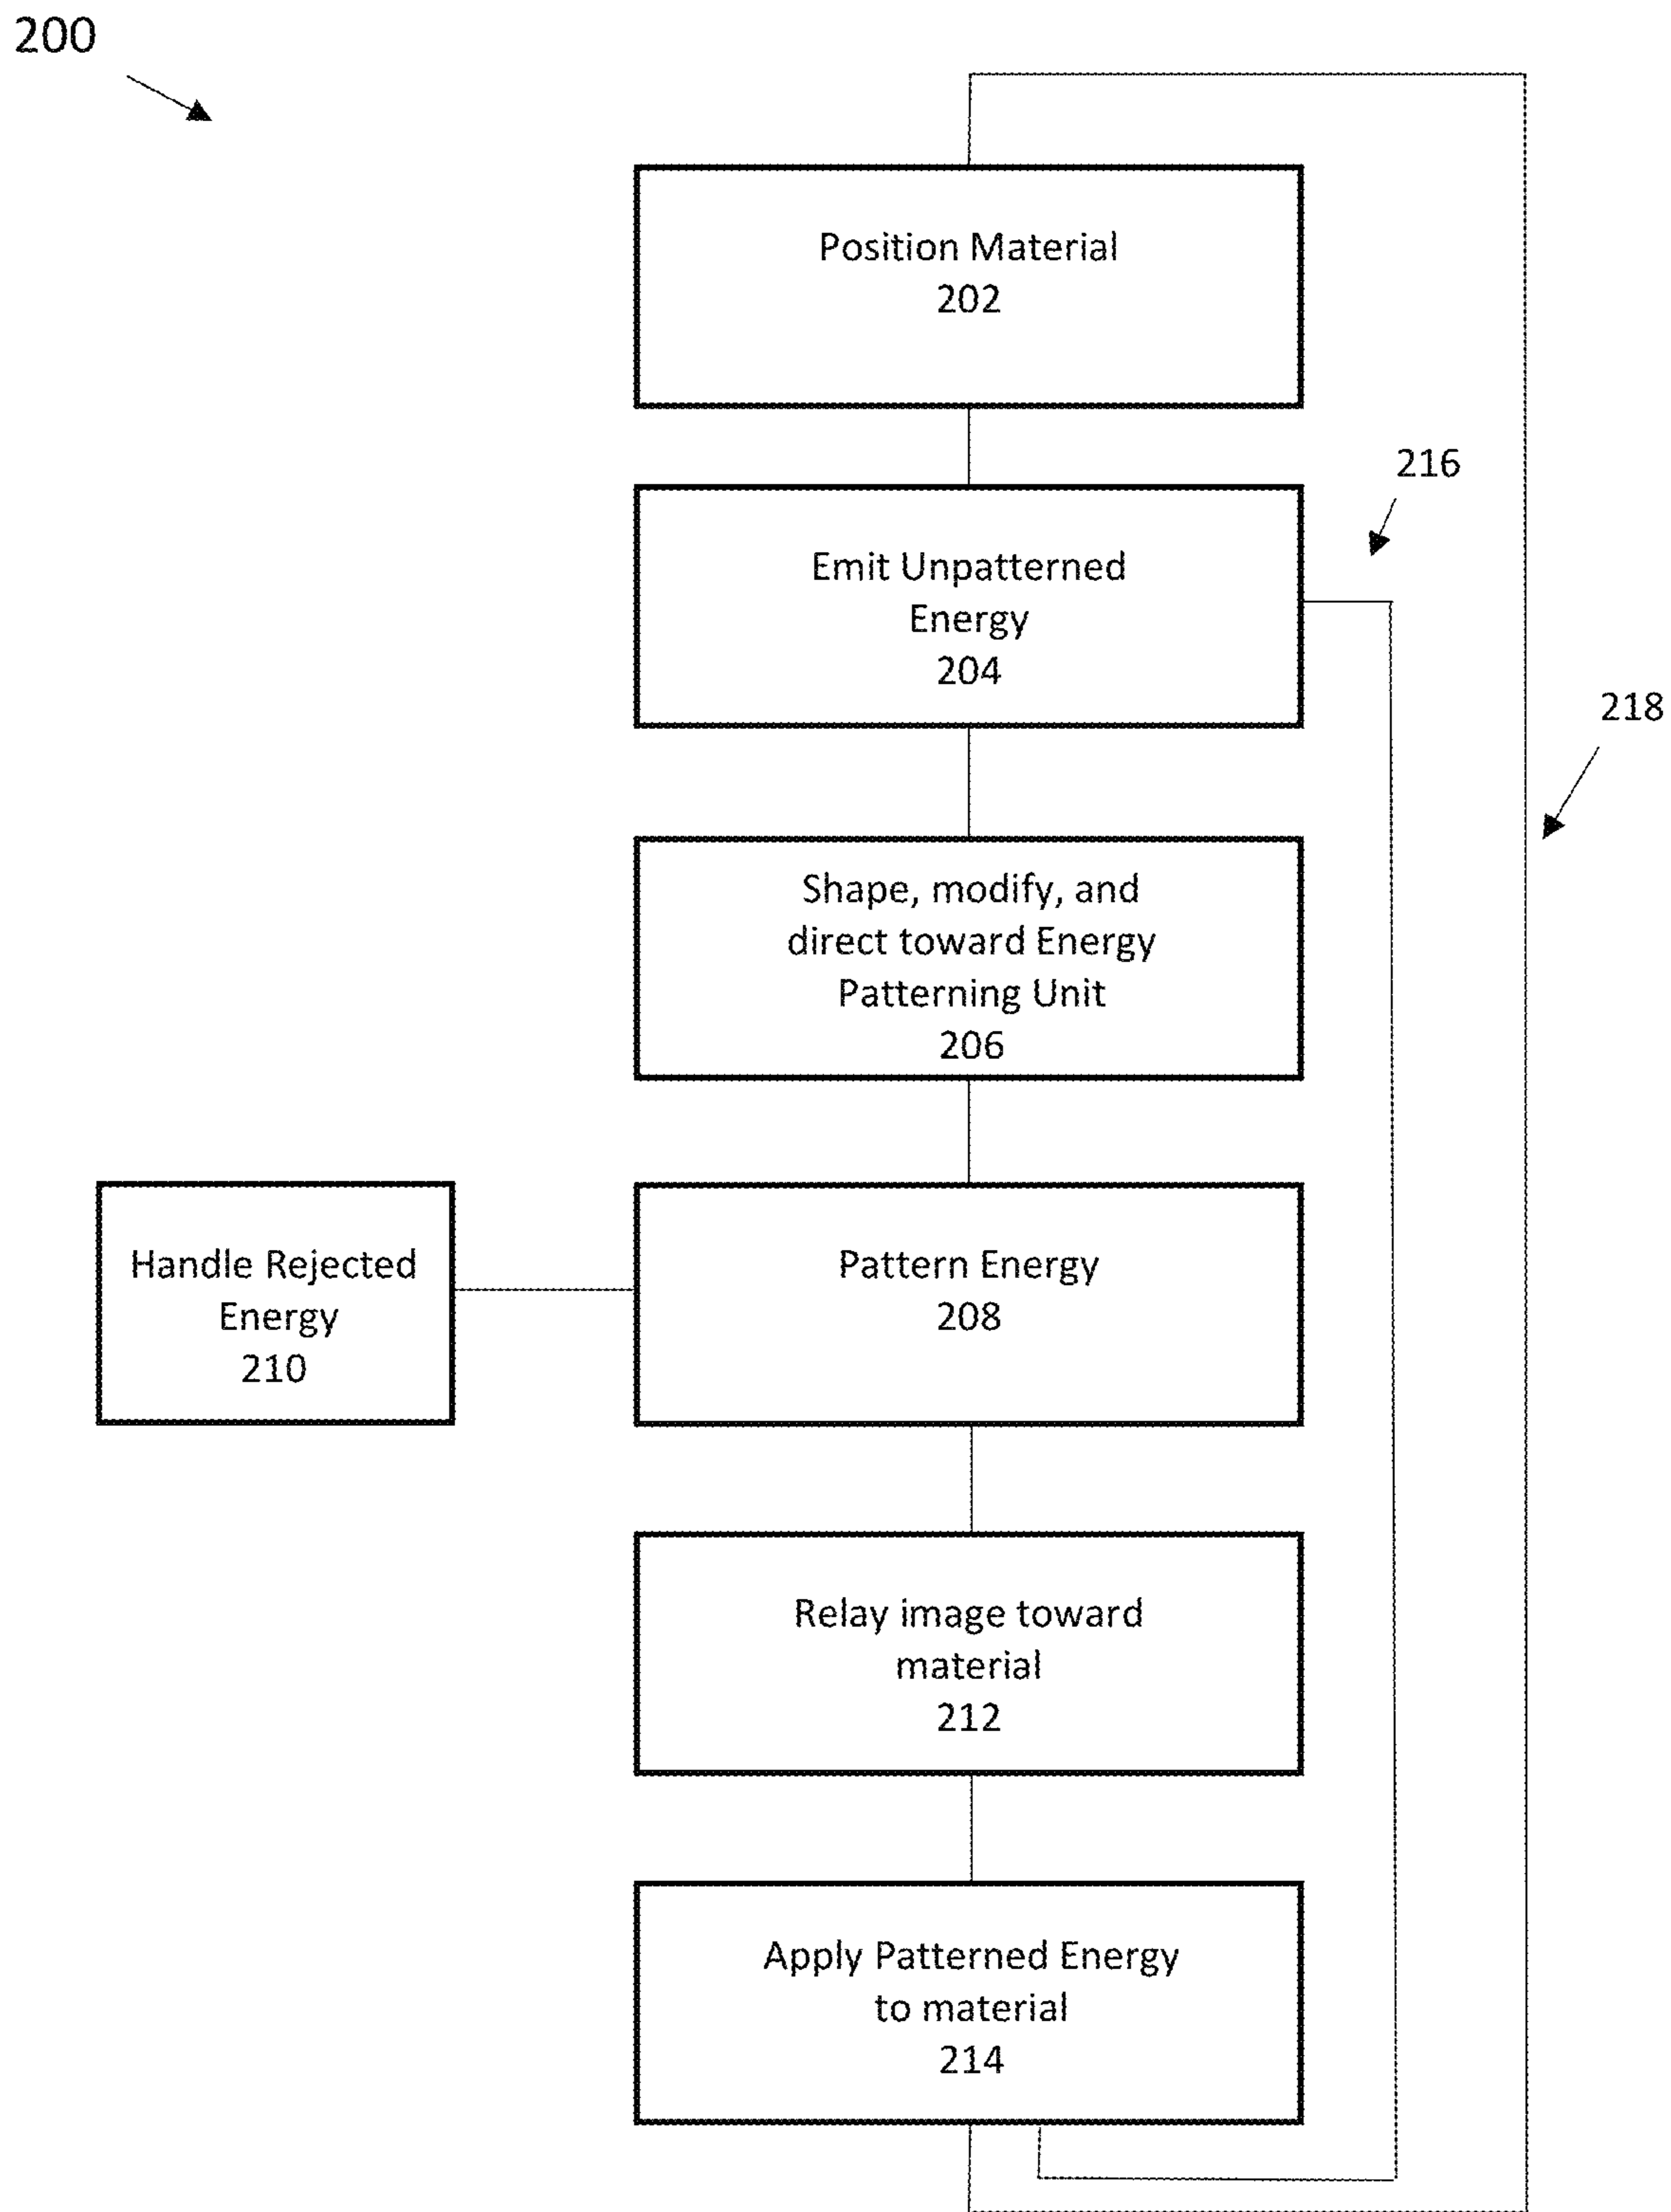 200
Position Material
202
216
Emit Unpatterned
Energy
204
218
Shape, modify, and
direct toward Energy
Patterning Unit
206
Handle Rejected
Energy
210
Pattern Energy
208
Relay image toward
material
212
Apply Patterned Energy
to material
214